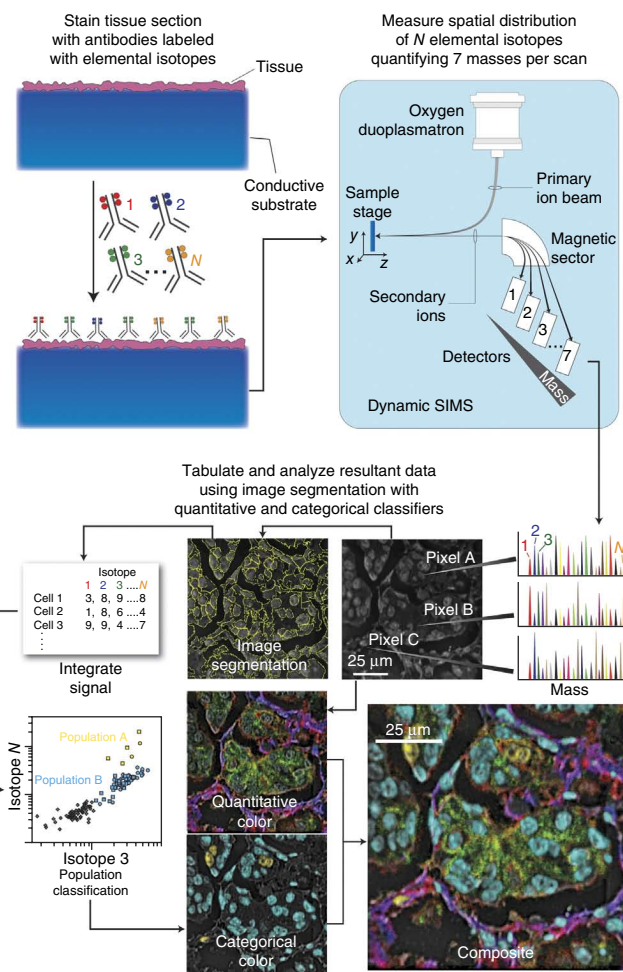 Stain tissue section
with antibodies labeled
with elemental isotopes
Tissue
Conductive
substrate
1
2
3
...
N
Measure spatial distribution
of N elemental isotopes
quantifying 7 masses per scan
Oxygen
duoplasmatron
Primary
ion beam
Sample
stage
y
x
z
Magnetic
sector
Secondary
ions
1
2
3
...
7
Detectors
Mass
Dynamic SIMS
Tabulate and analyze resultant data
using image segmentation with
quantitative and categorical classifiers
Isotope
1 2 3 ....N
Cell 1 3, 8, 9 ....8
Cell 2 1, 8, 6 ....4
Cell 3 9, 9, 4 ....7
Integrate
signal
Image
segmentation
Pixel A
Pixel B
Pixel C
25 μm
1
2
3
N
Mass
Population A
Population B
Isotope N
Isotope 3
Population
classification
Quantitative
color
Categorical
color
25 μm
Composite